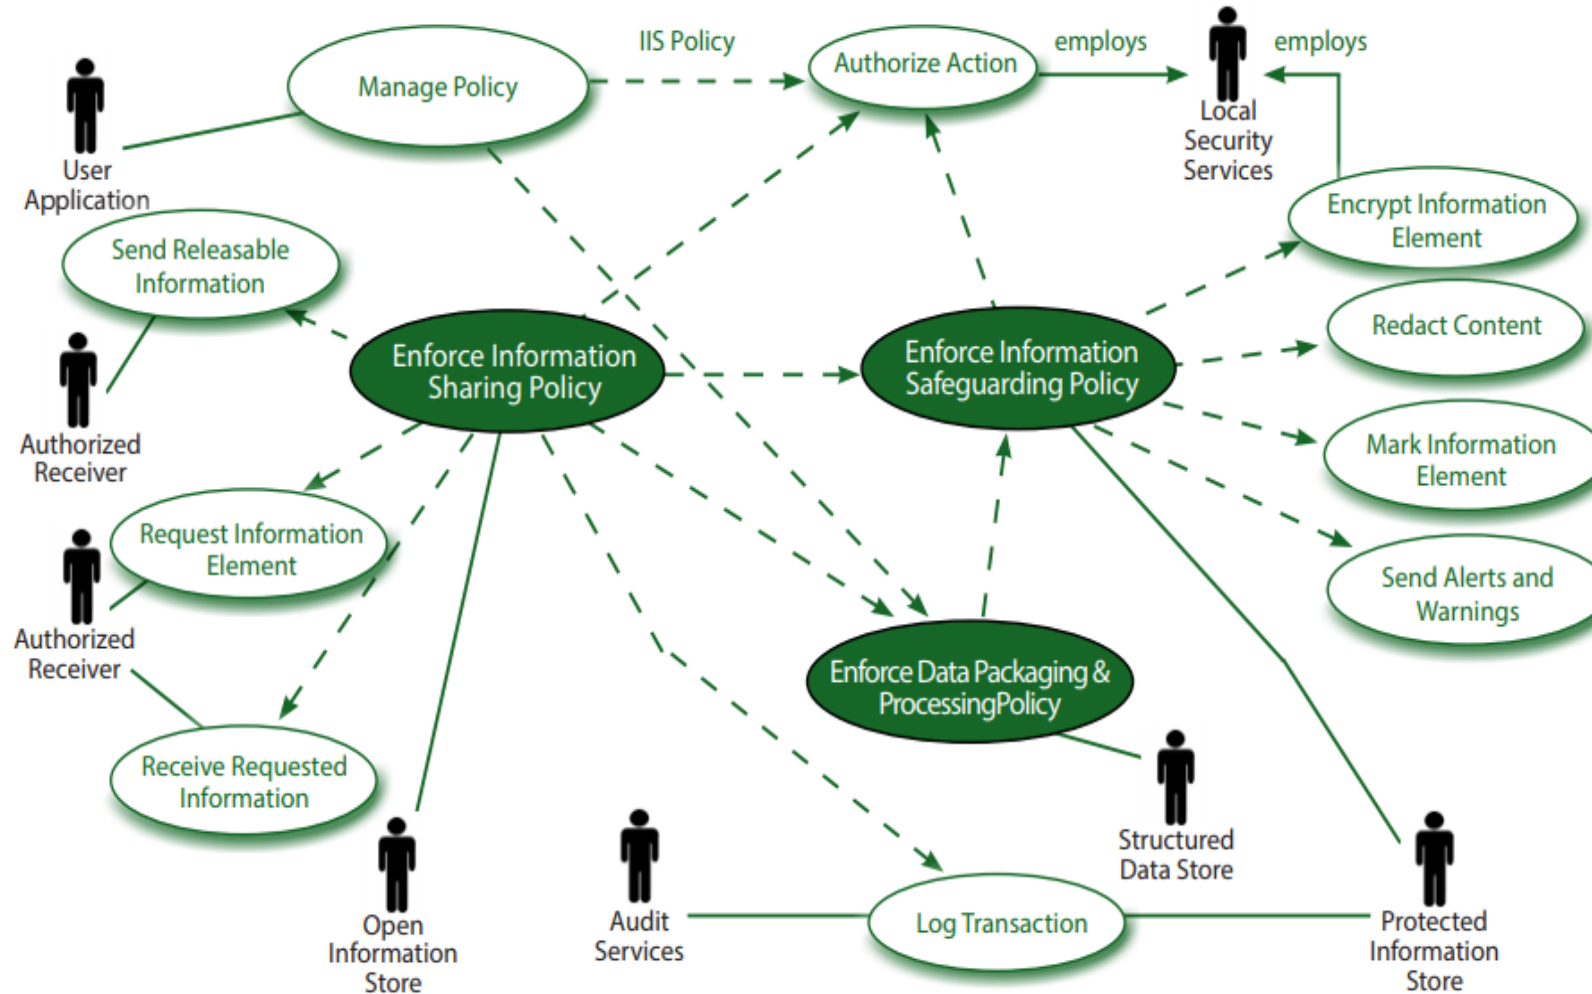 IIS Policy
employs
employs
Manage Policy
Authorize Action
Local
Security
Services
User
Application
Encrypt Information
Element
Send Releasable
Information
Redact Content
Enforce Information
Sharing Policy
Enforce Information
Safeguarding Policy
Authorized
Receiver
Mark Information
Element
Request Information
Element
Send Alerts and
Warnings
Authorized
Receiver
Enforce Data Packaging &
ProcessingPolicy
Receive Requested
Information
Structured
Data Store
Open
Information
Store
Audit
Services
Log Transaction
Protected
Information
Store